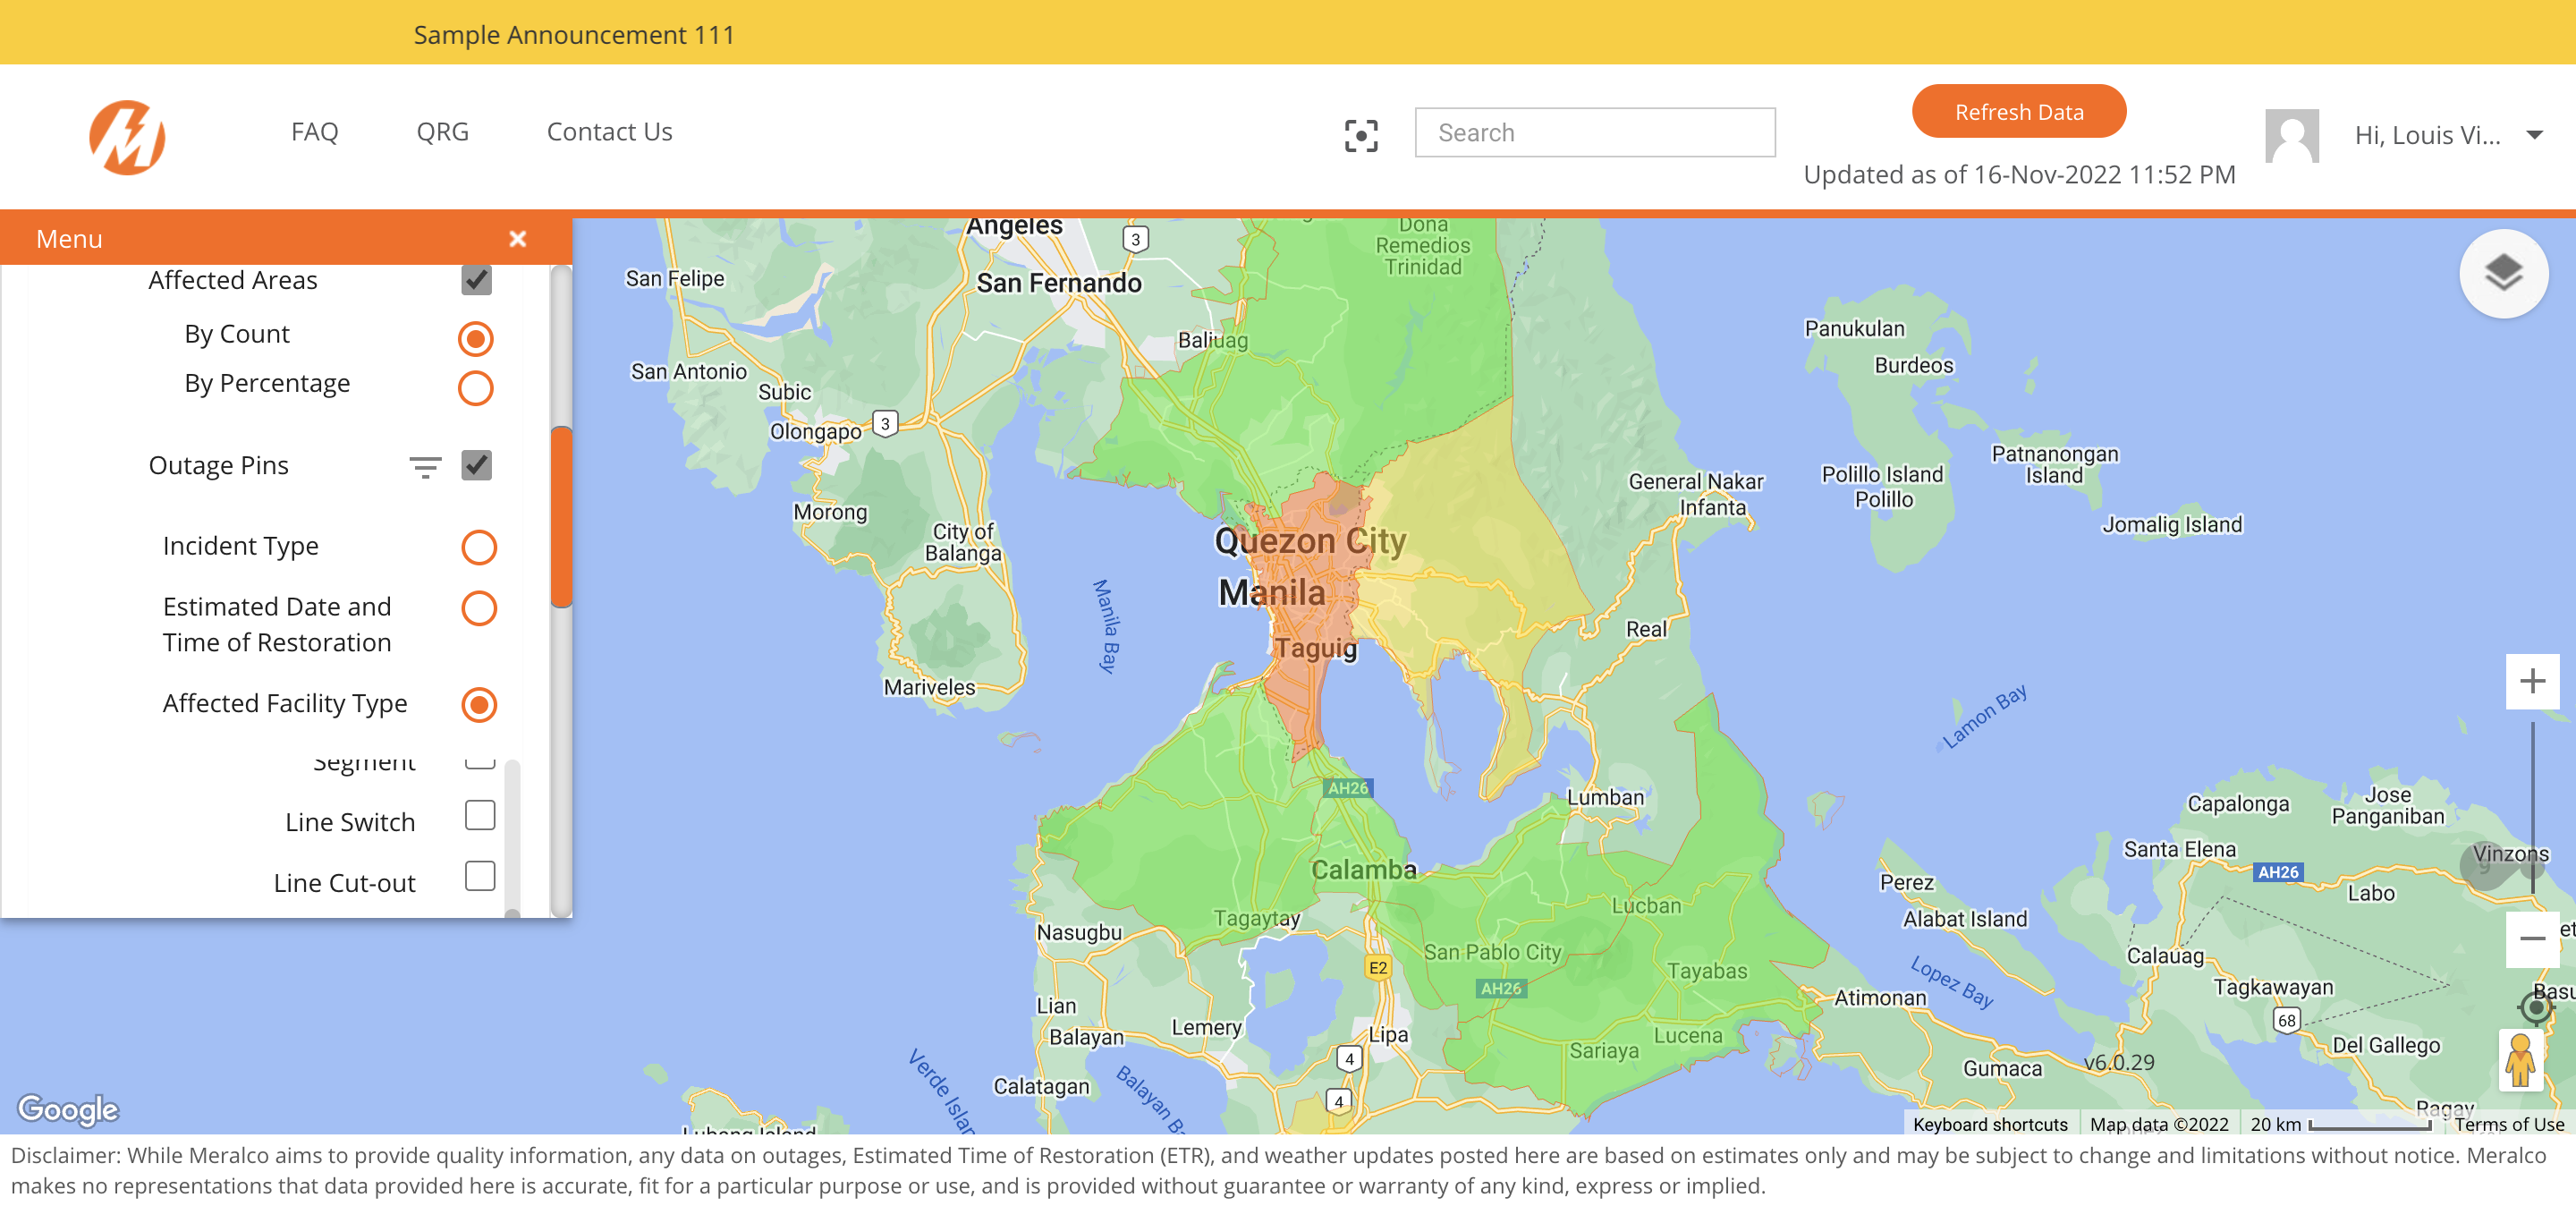 Sample Announcement 111
FAQ
QRG
Contact Us
Search
Refresh Data
Updated as of 16-Nov-2022 11:52 PM
Hi, Louis Vi...
Menu
Affected Areas
By Count
By Percentage
Outage Pins
Incident Type
Estimated Date and
Time of Restoration
Affected Facility Type
Segment
Line Switch
Line Cut-out
Angeles
3
Dona
Remedios
Trinidad
San Felipe
San Fernando
Baliuag
San Antonio
Subic
Olongapo
3
Morong
City of
Balanga
Manila Bay
Mariveles
Quezon City
Manila
Taguig
Panukulan
Burdeos
Patnanongan
Island
Polillo Island
Polillo
Jomalig Island
General Nakar
Infanta
Real
Lamon Bay
AH26
Lumban
Calamba
Tagaytay
Lucban
San Pablo City
Tayabas
AH26
E2
Nasugbu
Lian
Balayan
Lemery
Lipa
4
4
Calatagan
Sariaya
Lucena
Atimonan
Perez
Alabat Island
Lopez Bay
Capalonga
Jose
Panganiban
Santa Elena
AH26
Vinzons
9
Labo
Calauag
Tagkawayan
68
Del Gallego
Gumaca
v6.0.29
Ragay
Verde Islan
Balayan B
Lubang Island
Google
Keyboard shortcuts
Map data ©2022
20 km
Terms of Use
Disclaimer: While Meralco aims to provide quality information, any data on outages, Estimated Time of Restoration (ETR), and weather updates posted here are based on estimates only and may be subject to change and limitations without notice. Meralco
makes no representations that data provided here is accurate, fit for a particular purpose or use, and is provided without guarantee or warranty of any kind, express or implied.